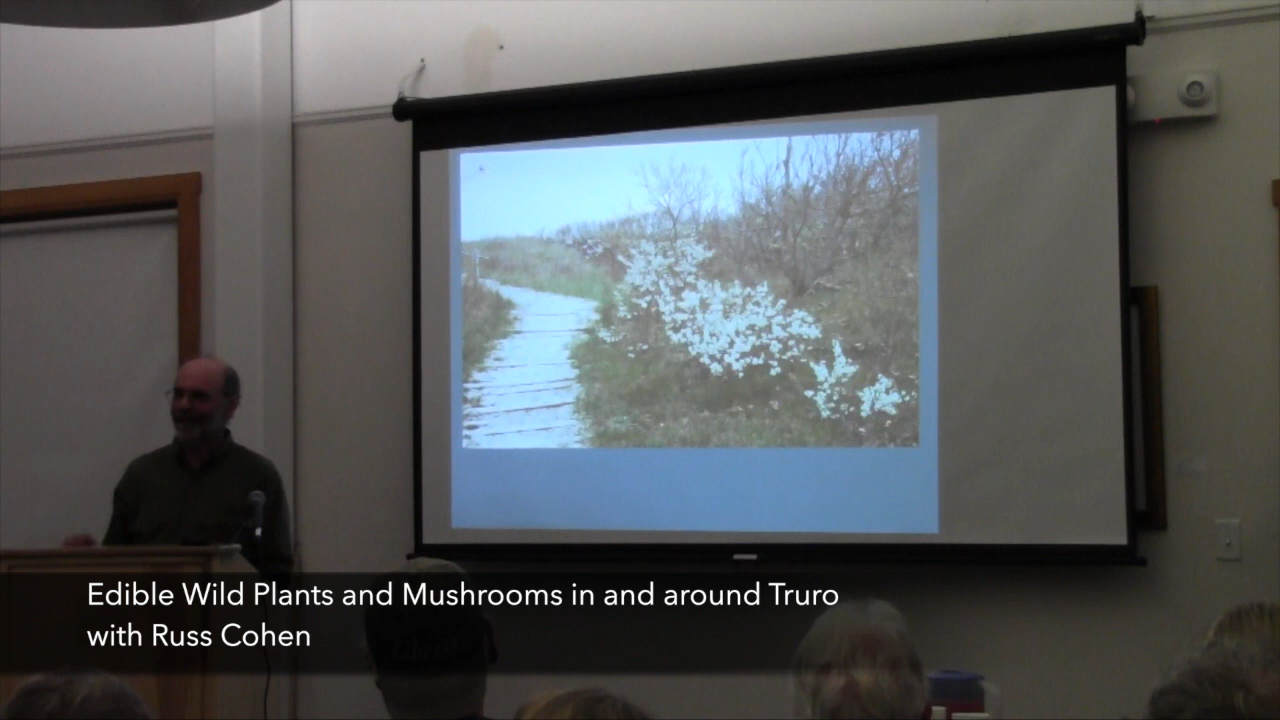 Edible Wild Plants and Mushrooms in and around Truro
with Russ Cohen